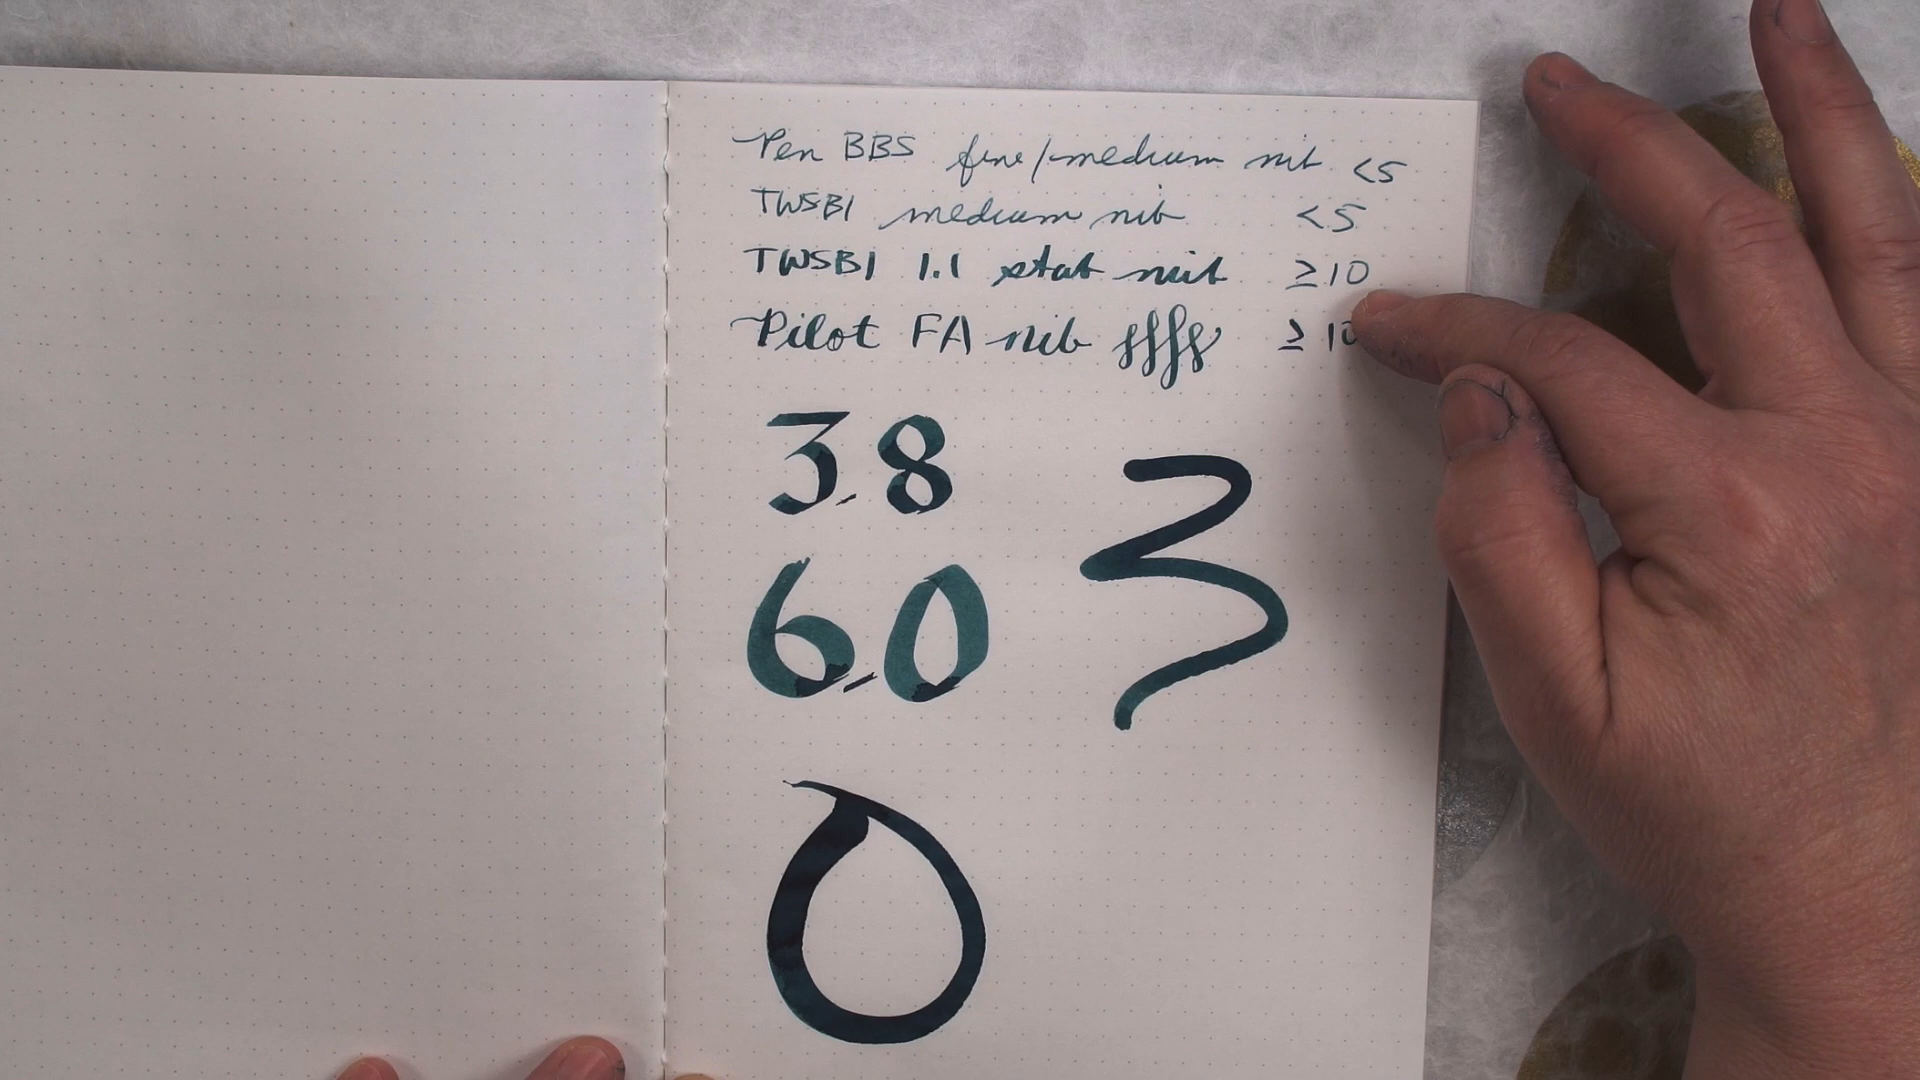 Pen BBS fine/medium nib <5
TWSBI medium nib <5
TWSBI 1.1 stub nib ≥10
Pilot FA nib ffff ≥10
3.8
6.0